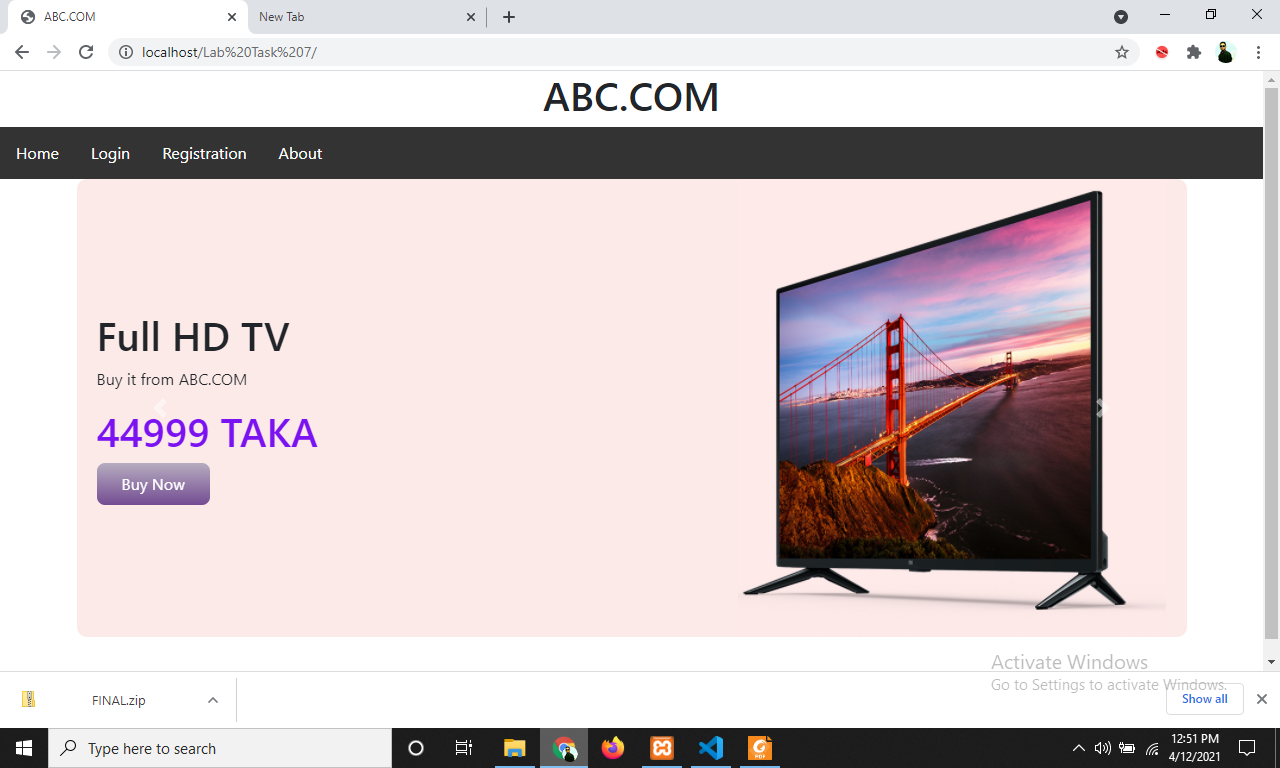 ABC.COM
New Tab
localhost/Lab%20Task%207/
ABC.COM
Home
Login
Registration
About
Full HD TV
Buy it from ABC.COM
44999 TAKA
Buy Now
Activate Windows
Go to Settings to activate Windows.
FINAL.zip
Show all
Type here to search
PDF
12:51 PM
4/12/2021